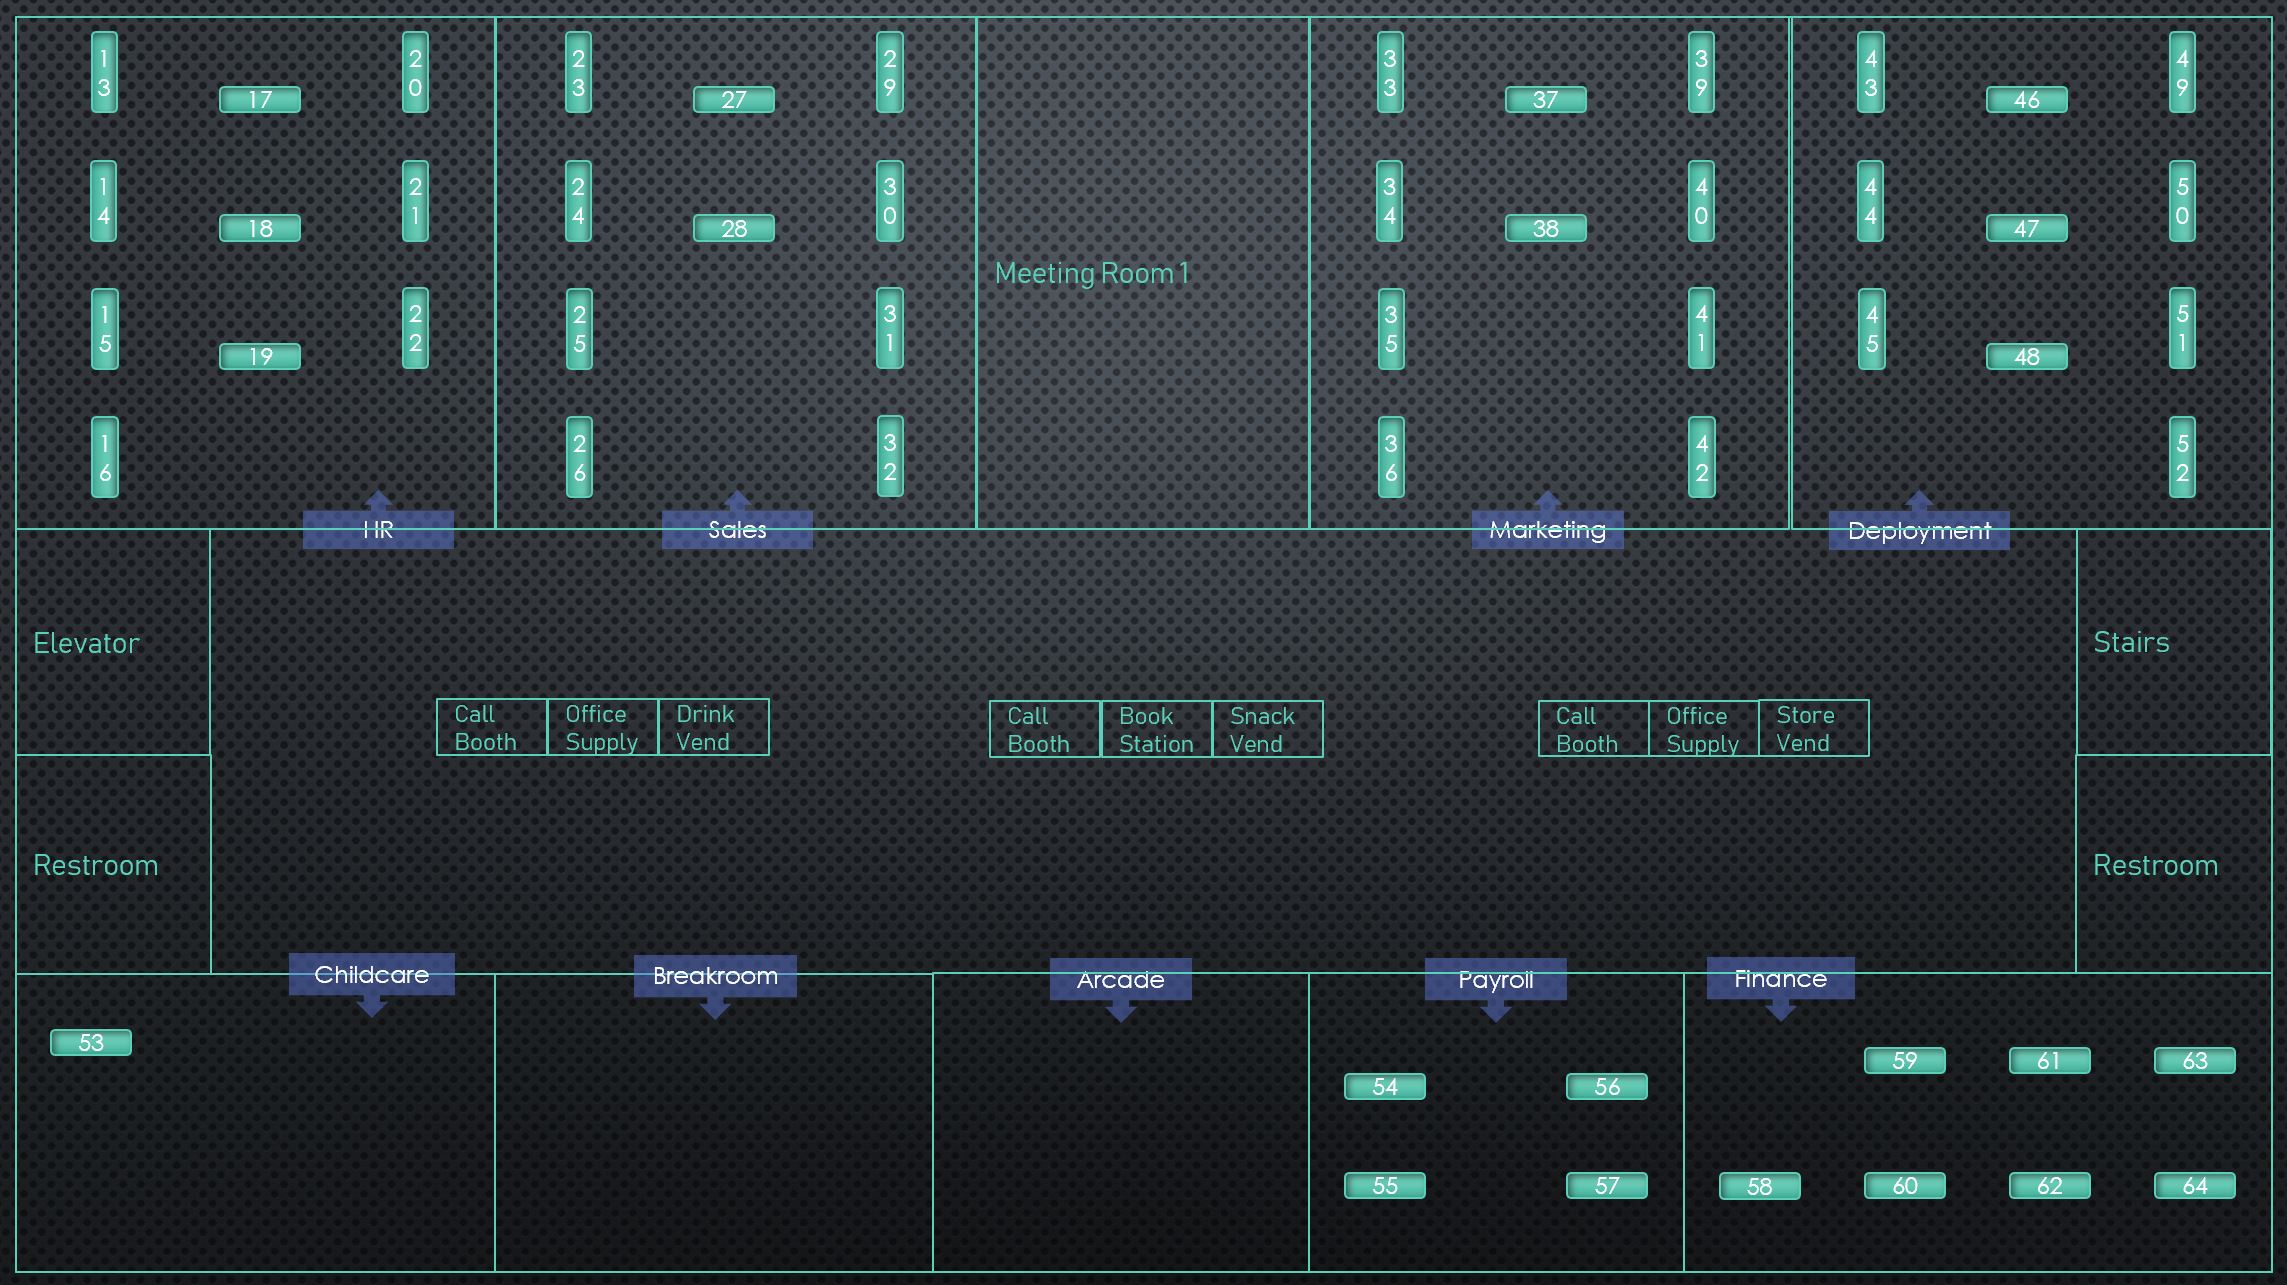 13
17
20
23
27
29
33
37
39
43
46
49
14
18
21
24
28
30
34
38
40
44
47
50
Meeting Room 1
15
19
22
25
31
35
41
45
48
51
16
26
32
36
42
52
HR
Sales
Marketing
Deployment
Elevator
Stairs
Call
Booth
Office
Supply
Drink
Vend
Call
Booth
Book
Station
Snack
Vend
Call
Booth
Office
Supply
Store
Vend
Restroom
Restroom
Childcare
Breakroom
Arcade
Payroll
Finance
53
54
56
59
61
63
55
57
58
60
62
64